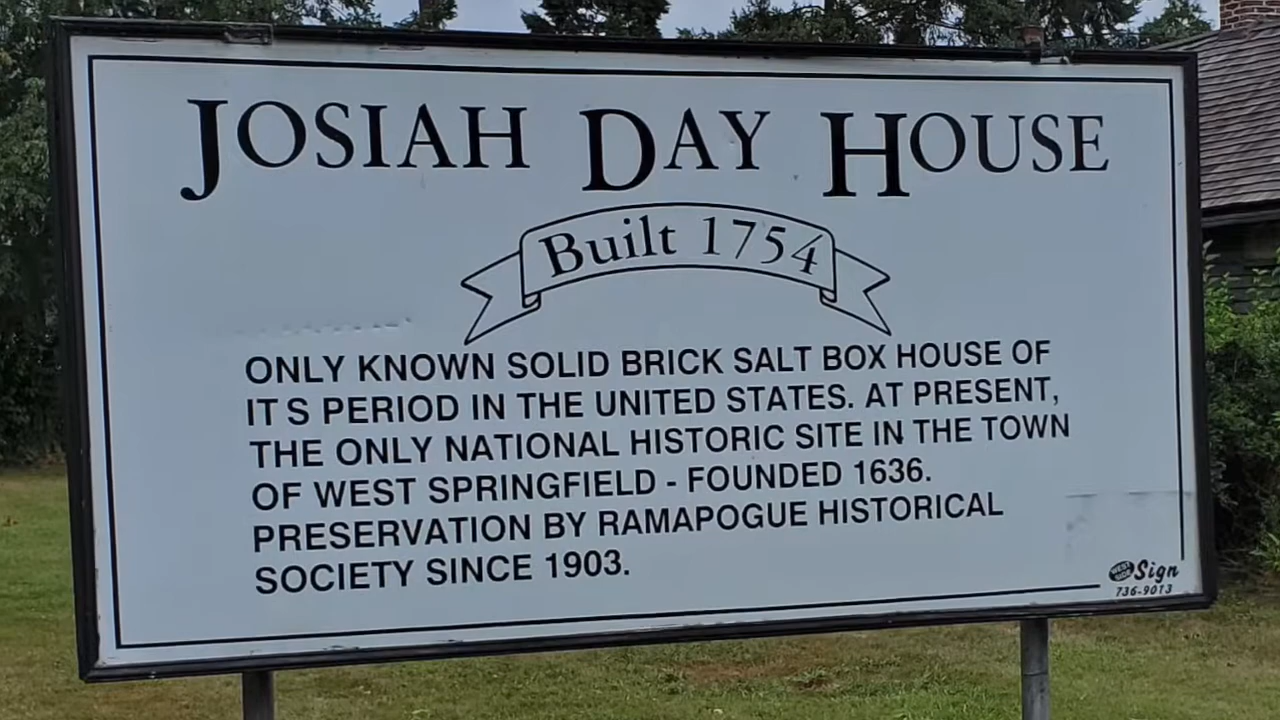 JOSIAH DAY HOUSE
Built 1754
ONLY KNOWN SOLID BRICK SALT BOX HOUSE OF
IT S PERIOD IN THE UNITED STATES. AT PRESENT,
THE ONLY NATIONAL HISTORIC SITE IN THE TOWN
OF WEST SPRINGFIELD - FOUNDED 1636.
PRESERVATION BY RAMAPOGUE HISTORICAL
SOCIETY SINCE 1903.
WEST SIDE Sign
736-9013